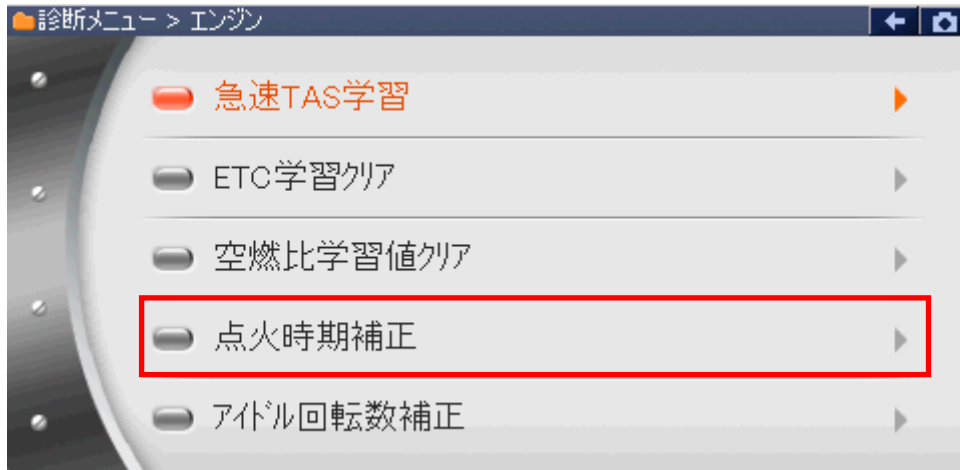 診断メニュー > エンジン
急速TAS学習
ETC学習ｸﾘｱ
空燃比学習値ｸﾘｱ
点火時期補正
ｱｲﾄﾞﾙ回転数補正